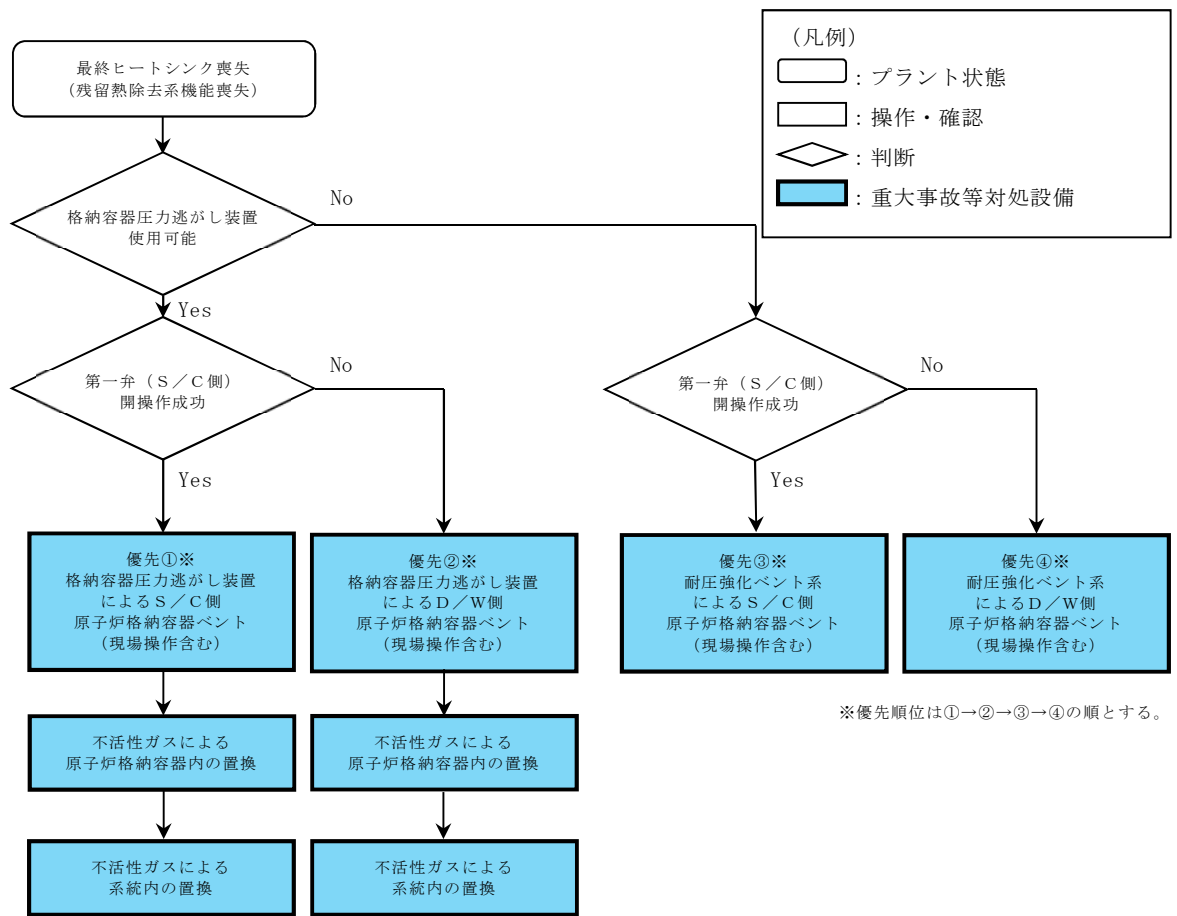 最終ヒートシンク喪失
(残留熱除去系機能喪失)
(凡例)
：プラント状態
：操作・確認
：判断
：重大事故等対処設備
格納容器圧力逃がし装置
使用可能
No
Yes
第一弁（Ｓ／Ｃ側）
開操作成功
No
Yes
第一弁（Ｓ／Ｃ側）
開操作成功
No
Yes
優先①※
格納容器圧力逃がし装置
によるＳ／Ｃ側
原子炉格納容器ベント
(現場操作含む)
優先②※
格納容器圧力逃がし装置
によるＤ／Ｗ側
原子炉格納容器ベント
(現場操作含む)
優先③※
耐圧強化ベント系
によるＳ／Ｃ側
原子炉格納容器ベント
(現場操作含む)
優先④※
耐圧強化ベント系
によるＤ／Ｗ側
原子炉格納容器ベント
(現場操作含む)
※優先順位は①→②→③→④の順とする。
不活性ガスによる
原子炉格納容器内の置換
不活性ガスによる
原子炉格納容器内の置換
不活性ガスによる
系統内の置換
不活性ガスによる
系統内の置換